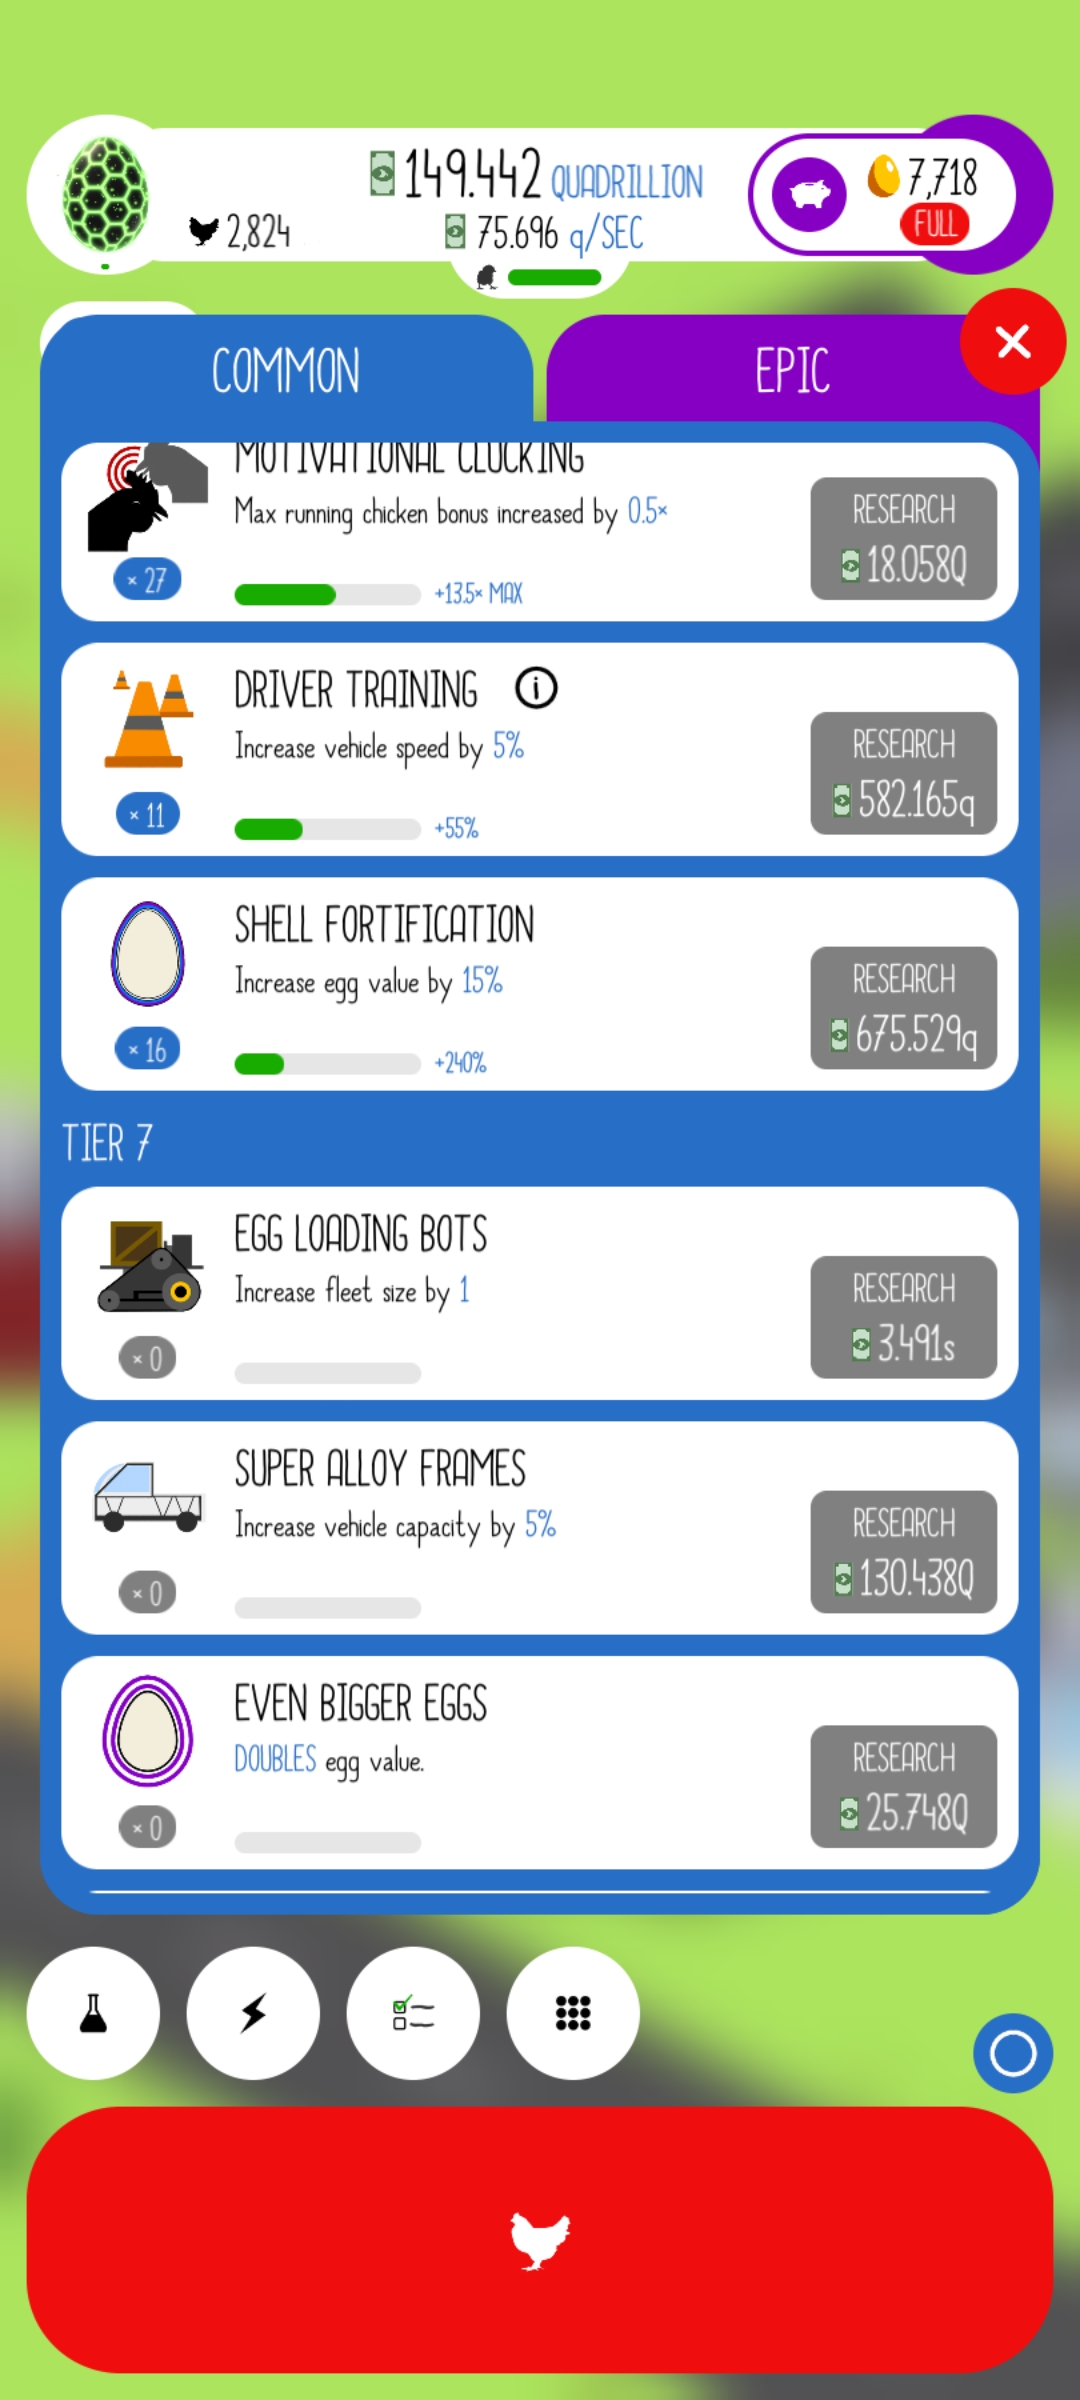 149.442 QUADRILLION
7,718
2,824
75.696 q/SEC
FULL
COMMON
EPIC
MOTIVATIONAL CLUCKING
Max running chicken bonus increased by 0.5×
RESEARCH
18.058Q
× 27
+13.5× MAX
DRIVER TRAINING i
Increase vehicle speed by 5%
RESEARCH
582.165q
× 11
+55%
SHELL FORTIFICATION
Increase egg value by 15%
RESEARCH
675.529q
× 16
+240%
TIER 7
EGG LOADING BOTS
Increase fleet size by 1
RESEARCH
3.491s
× 0
SUPER ALLOY FRAMES
Increase vehicle capacity by 5%
RESEARCH
130.438Q
× 0
EVEN BIGGER EGGS
DOUBLES egg value.
RESEARCH
25.748Q
× 0